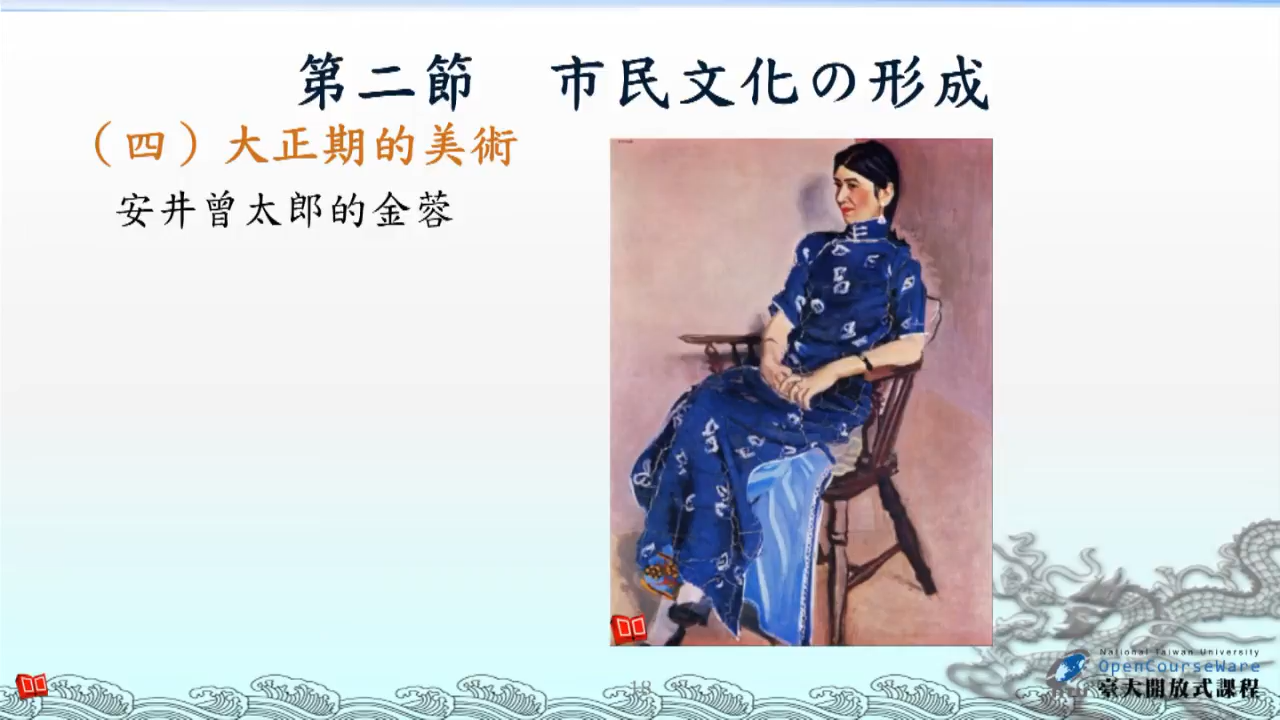 第二節　市民文化の形成
（四）大正期的美術
安井曾太郎的金蓉
National Taiwan University
OpenCourseWare
臺大開放式課程